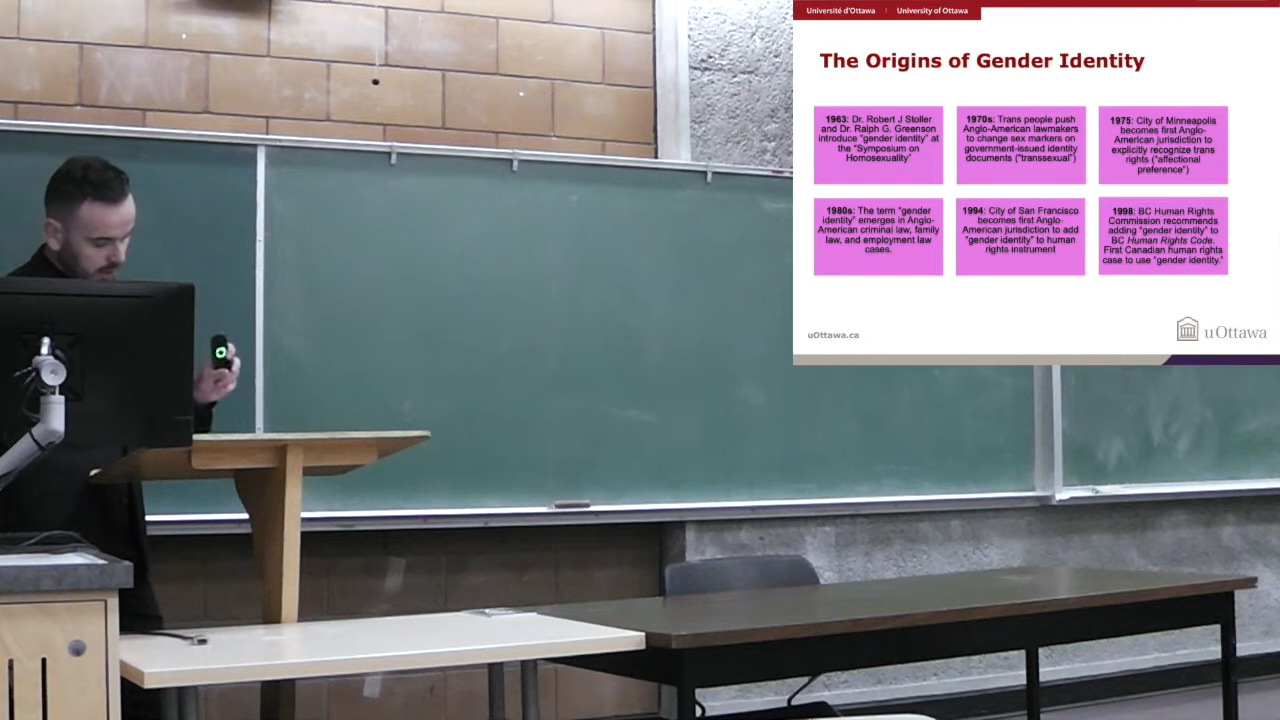 Université d'Ottawa | University of Ottawa
The Origins of Gender Identity
1963: Dr. Robert J Stoller
and Dr. Ralph G. Greenson
introduce "gender identity" at
the "Symposium on
Homosexuality"
1970s: Trans people push
Anglo-American lawmakers
to change sex markers on
government-issued identity
documents ("transsexual")
1975: City of Minneapolis
becomes first Anglo-
American jurisdiction to
explicitly recognize trans
rights ("affectional
preference")
1980s: The term "gender
identity" emerges in Anglo-
American criminal law, family
law, and employment law
cases.
1994: City of San Francisco
becomes first Anglo-
American jurisdiction to add
"gender identity" to human
rights instrument
1998: BC Human Rights
Commission recommends
adding "gender identity" to
BC Human Rights Code.
First Canadian human rights
case to use "gender identity."
uOttawa.ca
uOttawa